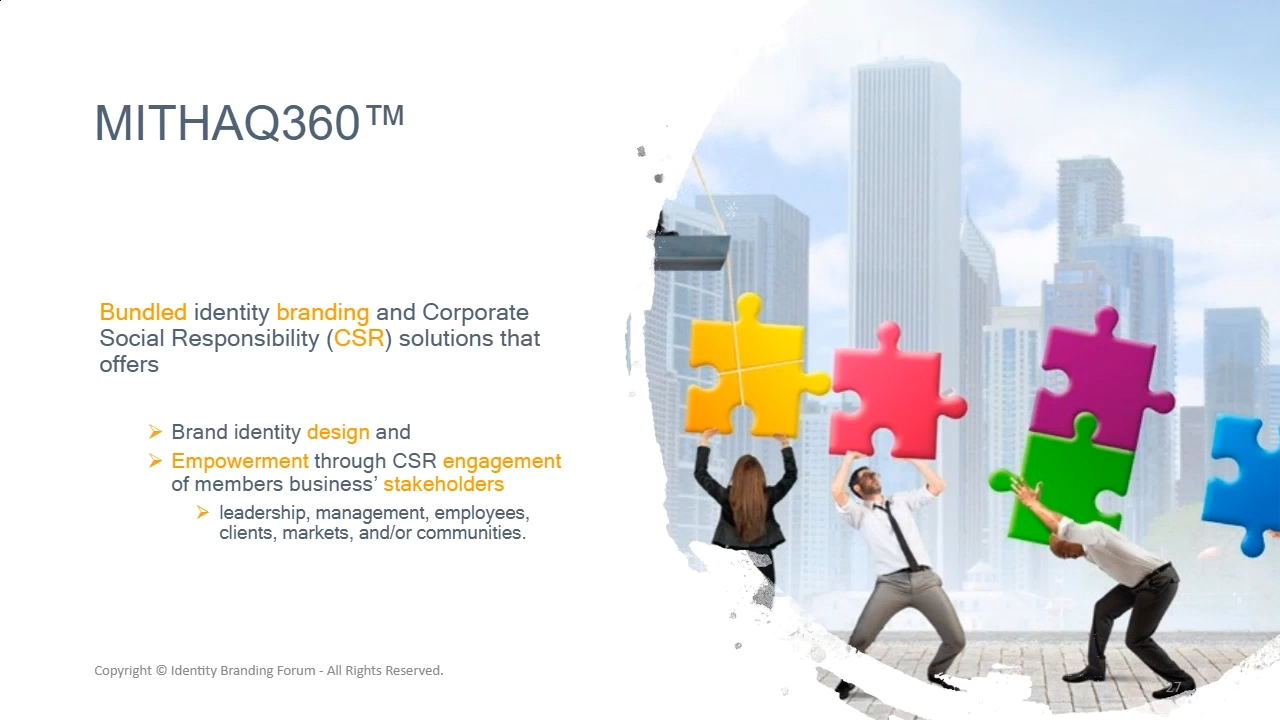 MITHAQ360™
Bundled identity branding and Corporate
Social Responsibility (CSR) solutions that
offers
➢ Brand identity design and
➢ Empowerment through CSR engagement
of members business’ stakeholders
➢ leadership, management, employees,
clients, markets, and/or communities.
Copyright © Identity Branding Forum - All Rights Reserved.
27